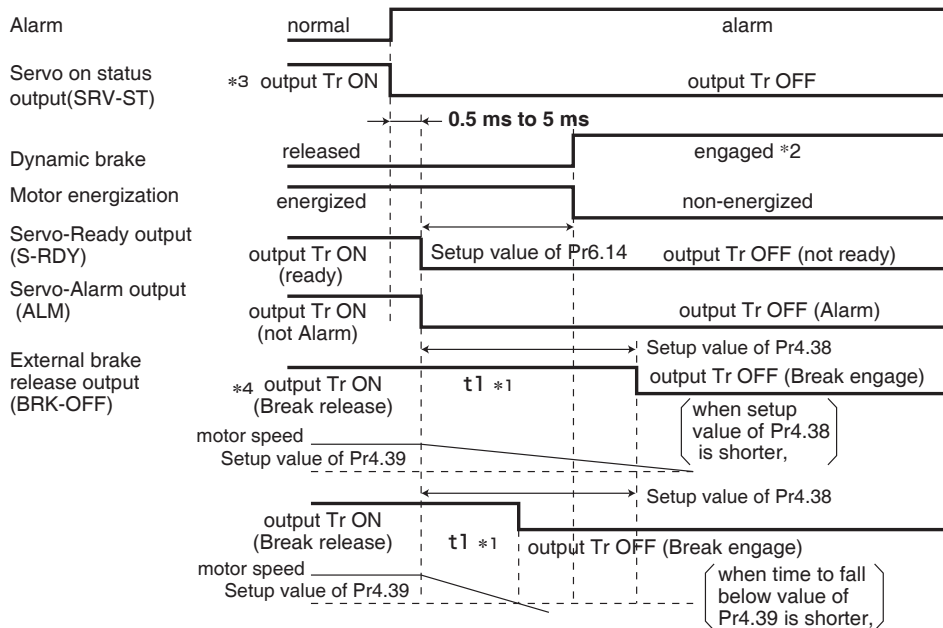 Alarm normal alarm
Servo on status
output(SRV-ST) *3 output Tr ON output Tr OFF
0.5 ms to 5 ms
Dynamic brake released engaged *2
Motor energization energized non-energized
Servo-Ready output
(S-RDY) output Tr ON
(ready) Setup value of Pr6.14 output Tr OFF (not ready)
Servo-Alarm output
(ALM) output Tr ON
(not Alarm) output Tr OFF (Alarm)
Setup value of Pr4.38
External brake
release output
(BRK-OFF) *4 output Tr ON
(Break release) t1 *1 output Tr OFF (Break engage)
when setup
value of Pr4.38
is shorter,
motor speed
Setup value of Pr4.39
Setup value of Pr4.38
output Tr ON
(Break release) t1 *1 output Tr OFF (Break engage)
motor speed
Setup value of Pr4.39
when time to fall
below value of
Pr4.39 is shorter,